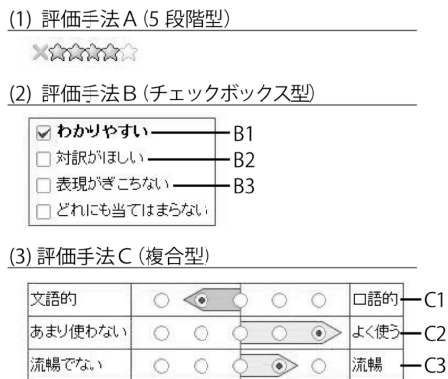 (1) 評価手法A(5段階型)
(2) 評価手法B(チェックボックス型)
わかりやすい B1
対訳がほしい B2
表現がぎこちない B3
どれにも当てはまらない
(3) 評価手法C(複合型)
文語的 口語的 C1
あまり使わない よく使う C2
流暢でない 流暢 C3